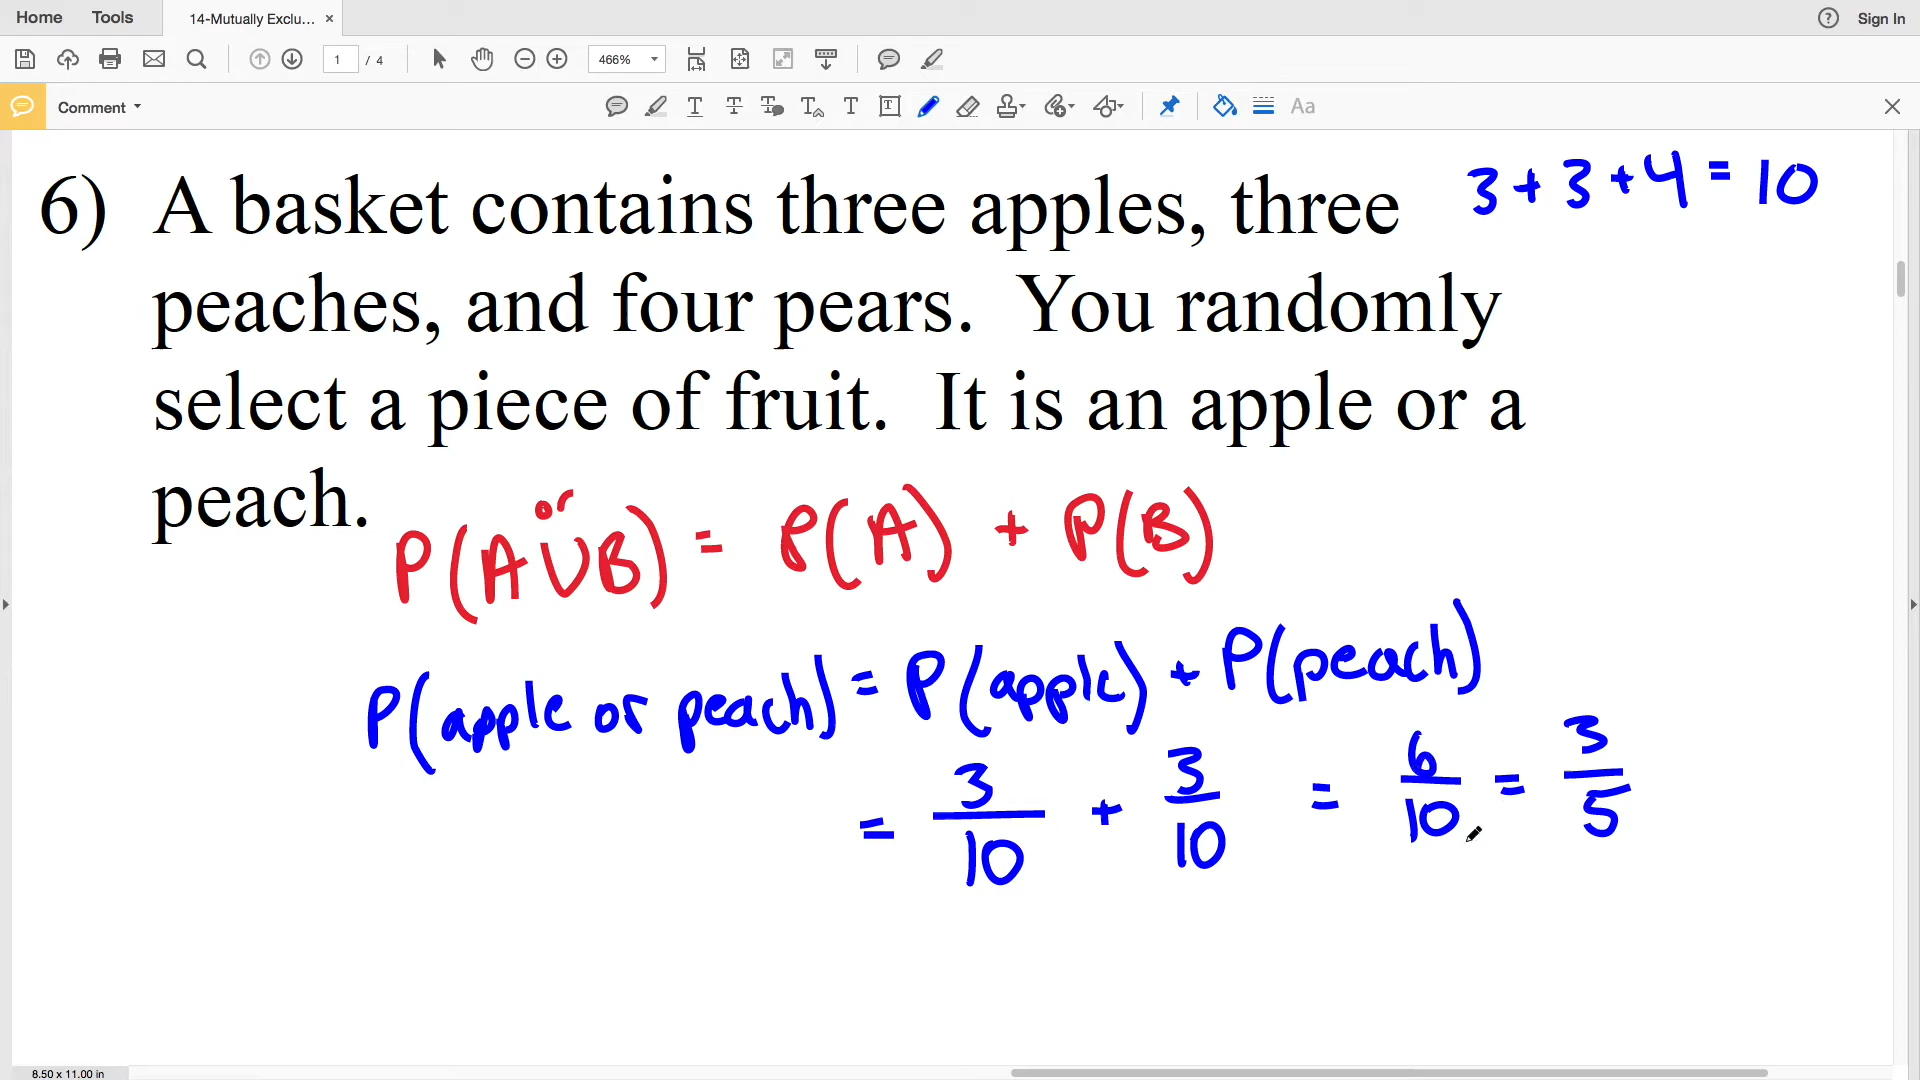 Home Tools 14-Mutually Exclu... × ? Sign In
1 / 4 466%
Comment Aa
3 + 3 + 4 = 10
6) A basket contains three apples, three
peaches, and four pears. You randomly
select a piece of fruit. It is an apple or a
peach.
or
P(A∪B) = P(A) + P(B)
P(apple or peach) = P(apple) + P(peach)
= 3/10 + 3/10 = 6/10 = 3/5
8.50 x 11.00 in